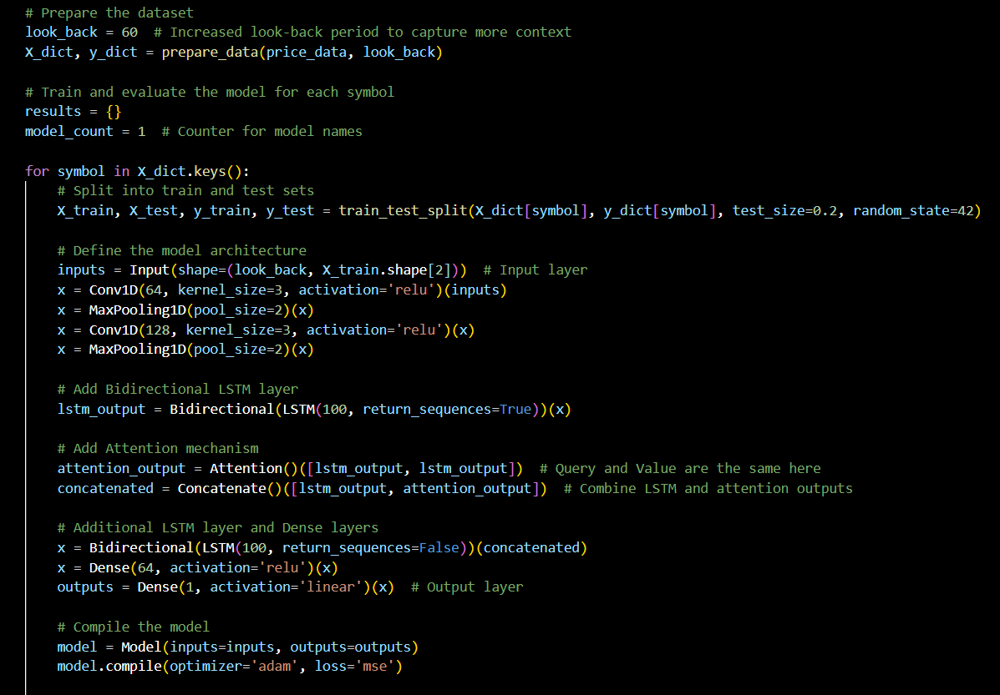 # Prepare the dataset
look_back = 60  # Increased look-back period to capture more context
X_dict, y_dict = prepare_data(price_data, look_back)
# Train and evaluate the model for each symbol
results = {}
model_count = 1  # Counter for model names
for symbol in X_dict.keys():
    # Split into train and test sets
    X_train, X_test, y_train, y_test = train_test_split(X_dict[symbol], y_dict[symbol], test_size=0.2, random_state=42)
    # Define the model architecture
    inputs = Input(shape=(look_back, X_train.shape[2]))  # Input layer
    x = Conv1D(64, kernel_size=3, activation='relu')(inputs)
    x = MaxPooling1D(pool_size=2)(x)
    x = Conv1D(128, kernel_size=3, activation='relu')(x)
    x = MaxPooling1D(pool_size=2)(x)
    # Add Bidirectional LSTM layer
    lstm_output = Bidirectional(LSTM(100, return_sequences=True))(x)
    # Add Attention mechanism
    attention_output = Attention()([lstm_output, lstm_output])  # Query and Value are the same here
    concatenated = Concatenate()([lstm_output, attention_output])  # Combine LSTM and attention outputs
    # Additional LSTM layer and Dense layers
    x = Bidirectional(LSTM(100, return_sequences=False))(concatenated)
    x = Dense(64, activation='relu')(x)
    outputs = Dense(1, activation='linear')(x)  # Output layer
    # Compile the model
    model = Model(inputs=inputs, outputs=outputs)
    model.compile(optimizer='adam', loss='mse')